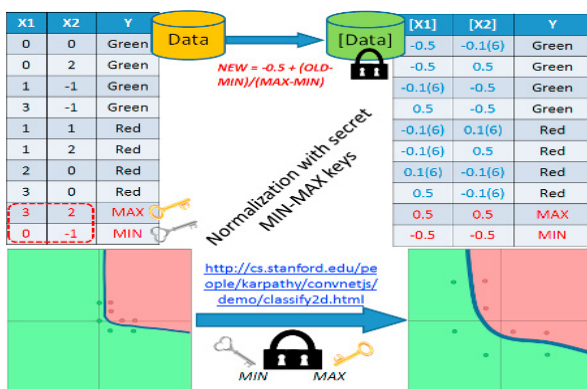 X1 X2 Y
0 0 Green
0 2 Green
1 -1 Green
3 -1 Green
1 1 Red
1 2 Red
2 0 Red
3 0 Red
3 2 MAX
0 -1 MIN
Data
[Data]
NEW = -0.5 + (OLD-
MIN)/(MAX-MIN)
Normalization with secret
MIN-MAX keys
[X1] [X2] Y
-0.5 -0.1(6) Green
-0.5 0.5 Green
-0.1(6) -0.5 Green
0.5 -0.5 Green
-0.1(6) 0.1(6) Red
-0.1(6) 0.5 Red
0.1(6) -0.1(6) Red
0.5 -0.1(6) Red
0.5 0.5 MAX
-0.5 -0.5 MIN
http://cs.stanford.edu/pe
ople/karpathy/convnetjs/
demo/classify2d.html
MIN MAX